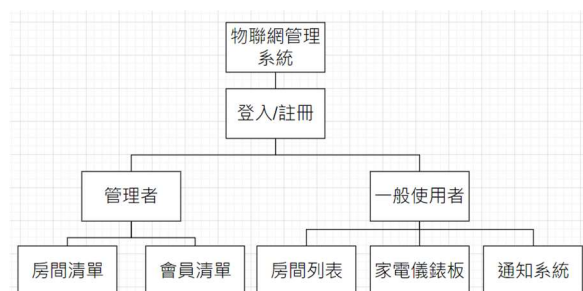 物聯網管理
系統
登入/註冊
管理者
一般使用者
房間清單
會員清單
房間列表
家電儀錶板
通知系統